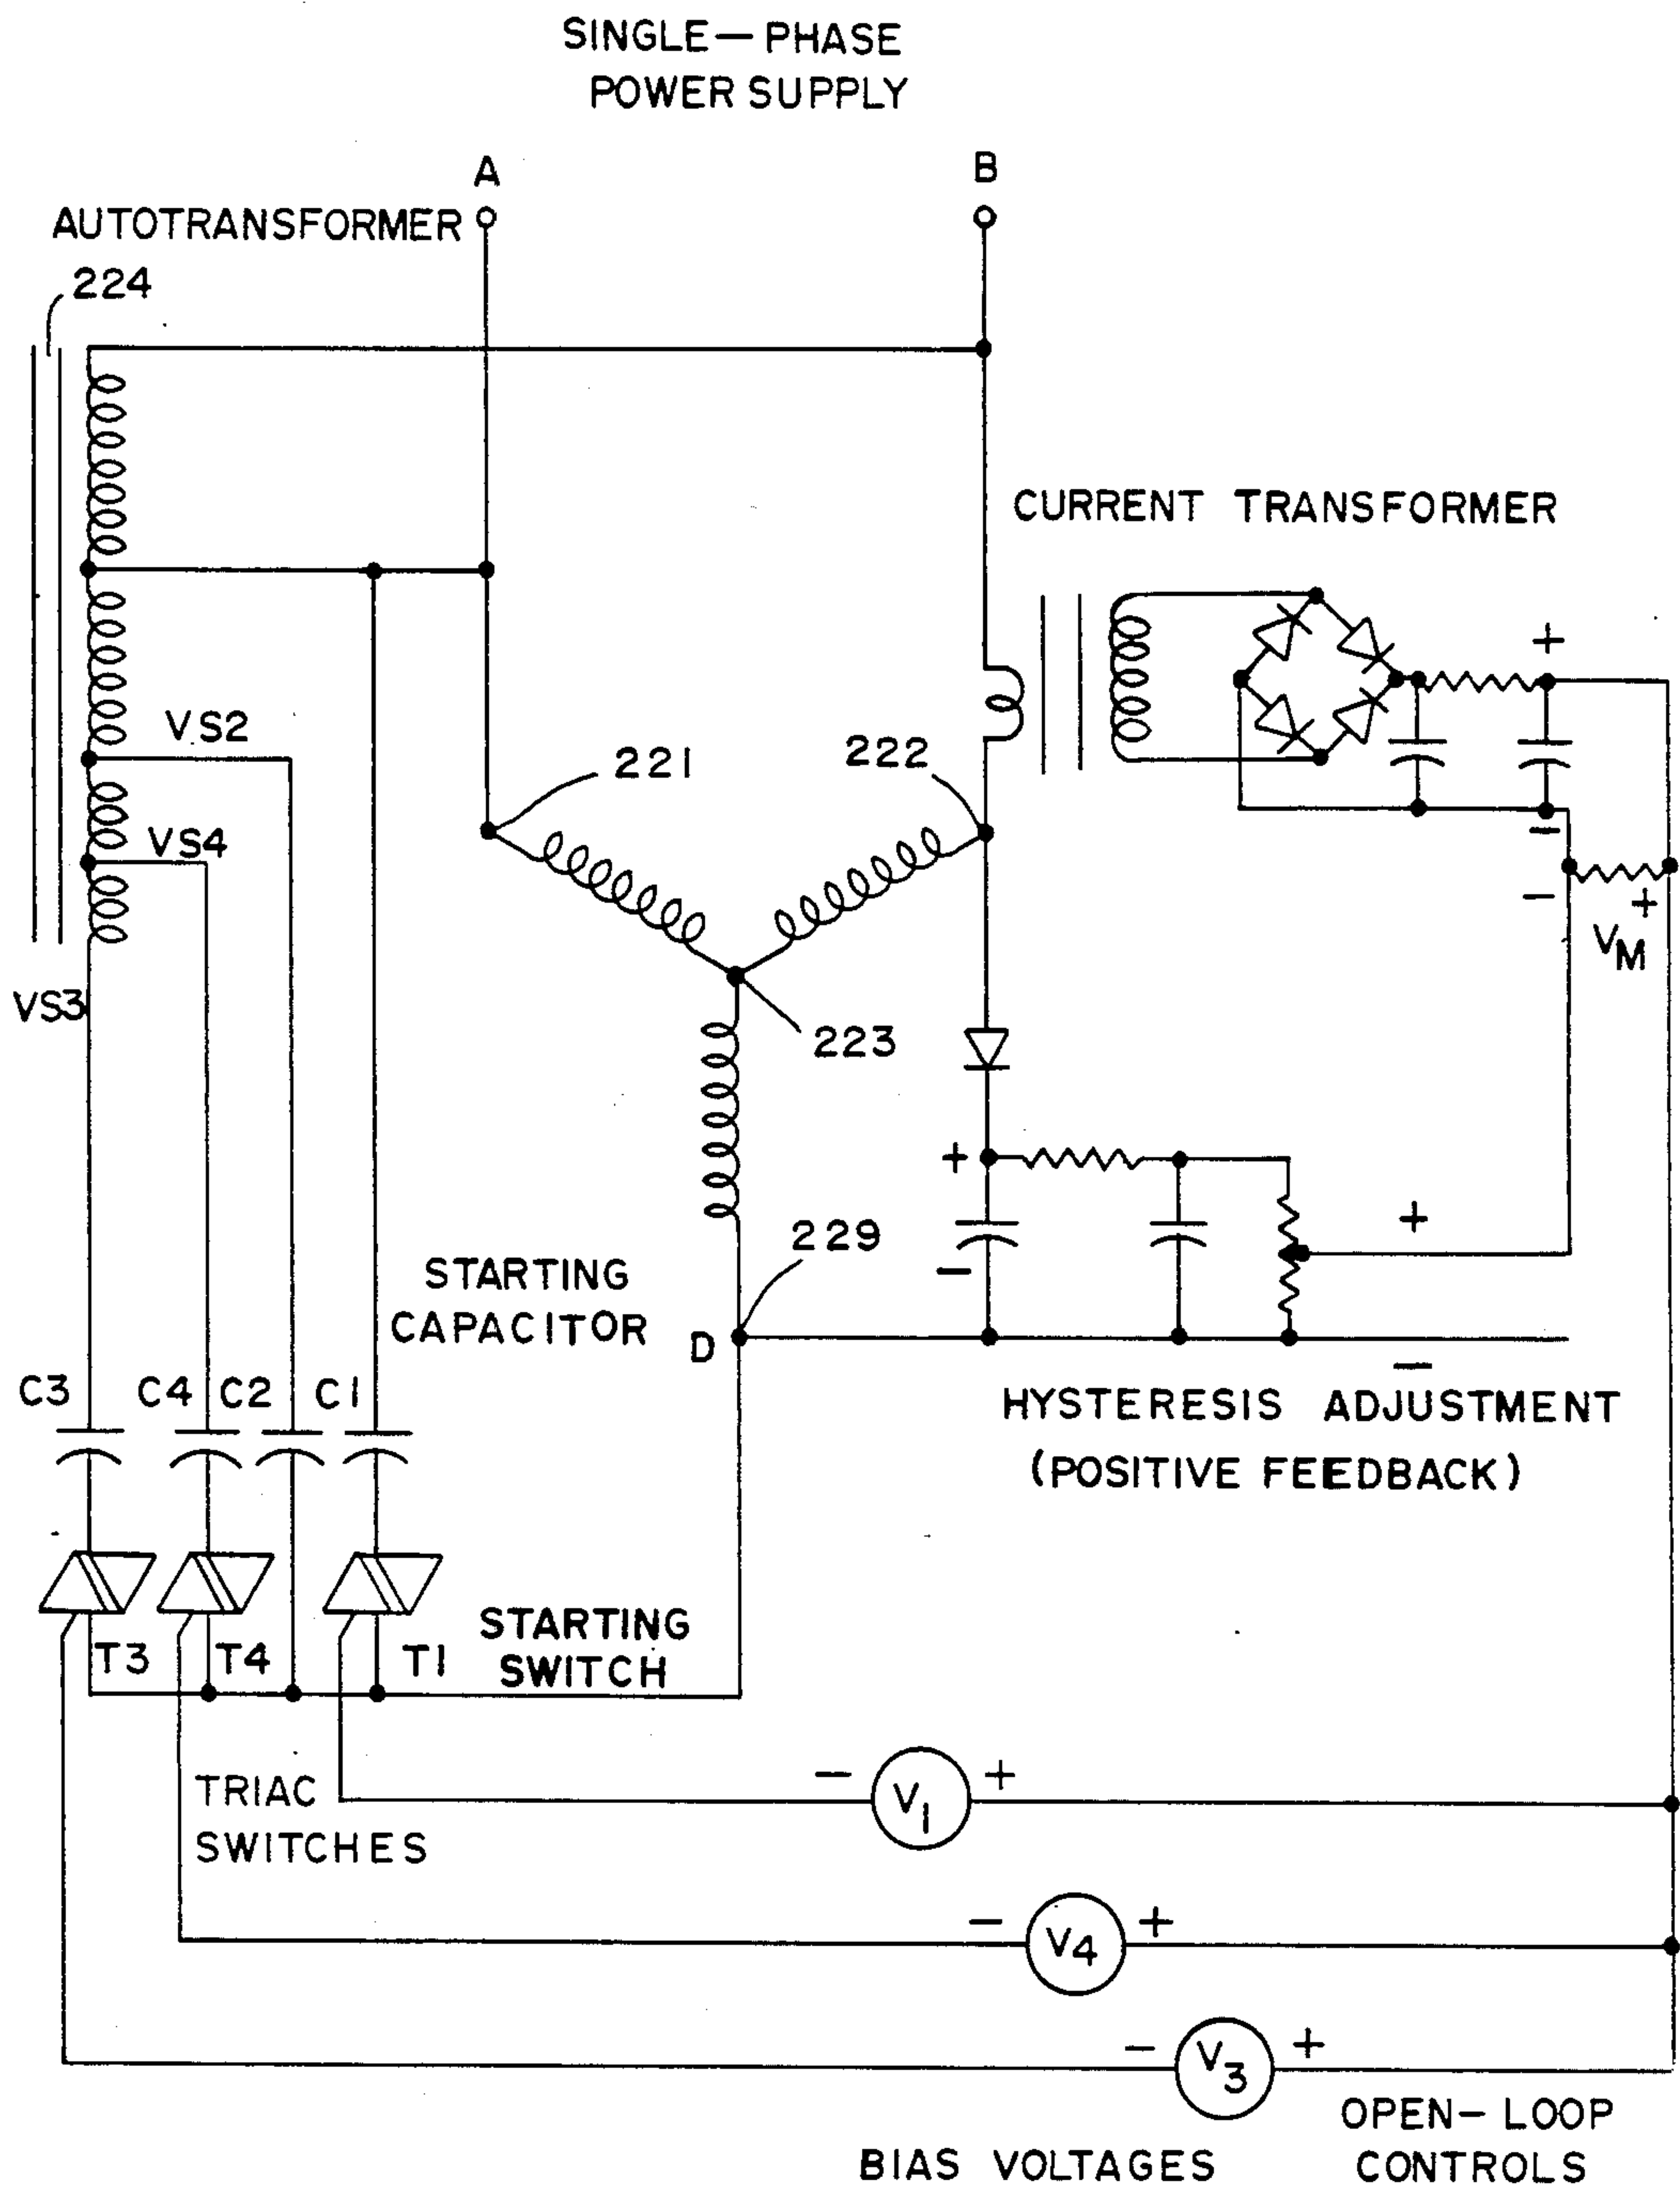 SINGLE—PHASE
POWER SUPPLY
A
B
AUTOTRANSFORMER
224
CURRENT TRANSFORMER
+
VS2
221
222
VS4
−
−
+
VM
VS3
223
+
−
+
229
STARTING
CAPACITOR
D
−
C3 C4 C2 C1
HYSTERESIS ADJUSTMENT
(POSITIVE FEEDBACK)
T3 T4 T1
STARTING
SWITCH
TRIAC
SWITCHES
− V1 +
− V4 +
− V3 +
OPEN—LOOP
CONTROLS
BIAS VOLTAGES